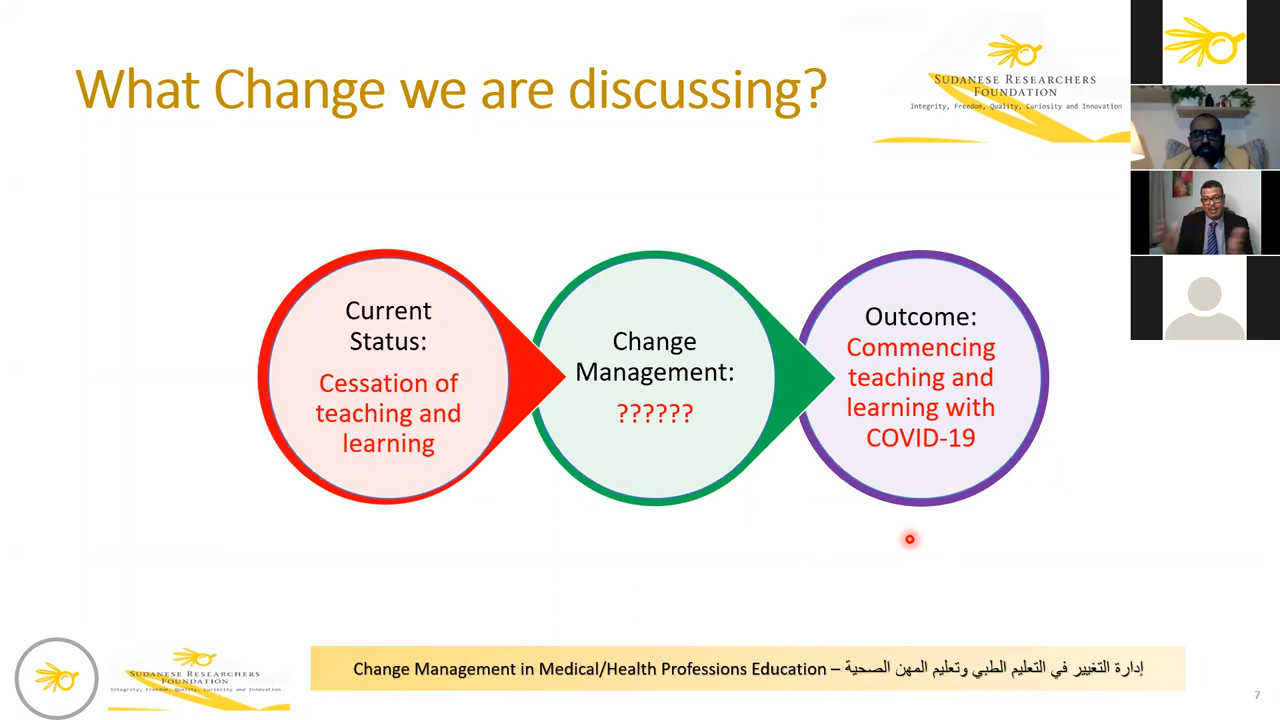 What Change we are discussing?
SUDANESE RESEARCHERS
FOUNDATION
Integrity, Freedom, Quality, Curiosity and Innovation
Current
Status:
Cessation of
teaching and
learning
Change
Management:
??????
Outcome:
Commencing
teaching and
learning with
COVID-19
SUDANESE RESEARCHERS
FOUNDATION
Integrity, Freedom, Quality, Curiosity and Innovation
Change Management in Medical/Health Professions Education – إدارة التغيير في التعليم الطبي وتعليم المهن الصحية
7